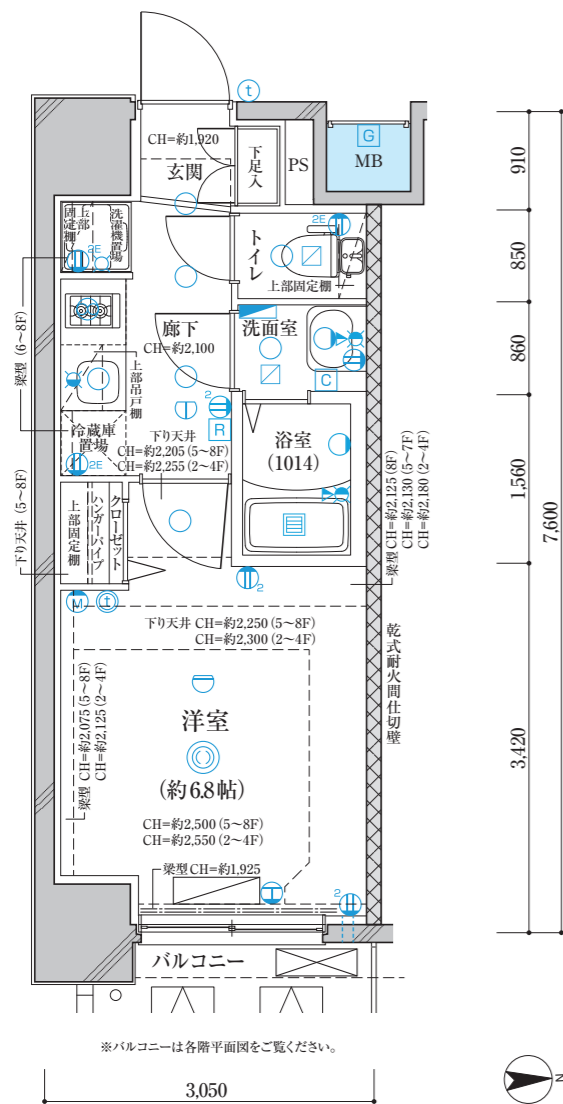 t
CH=約1,920
玄関
下足入
PS
G
MB
910
上部固定棚
洗濯機置場
2E
トイレ
2E
上部固定棚
850
梁型 (6〜8F)
廊下
CH=約2,100
洗面室
C
860
上部吊戸棚
冷蔵庫置場
2E
2
R
下り天井
CH=約2,205 (5〜8F)
CH=約2,255 (2〜4F)
浴室
(1014)
1,560
7,600
下り天井 (5〜8F)
上部固定棚
ハンガーパイプ
クローゼット
梁型 CH=約2,125 (8F)
CH=約2,130 (5〜7F)
CH=約2,180 (2〜4F)
M
t
2
下り天井 CH=約2,250 (5〜8F)
CH=約2,300 (2〜4F)
乾式耐火間仕切壁
梁型 CH=約2,075 (5〜8F)
CH=約2,125 (2〜4F)
洋室
(約6.8帖)
CH=約2,500 (5〜8F)
CH=約2,550 (2〜4F)
3,420
梁型CH=約1,925
2
バルコニー
※バルコニーは各階平面図をご覧ください。
3,050
N